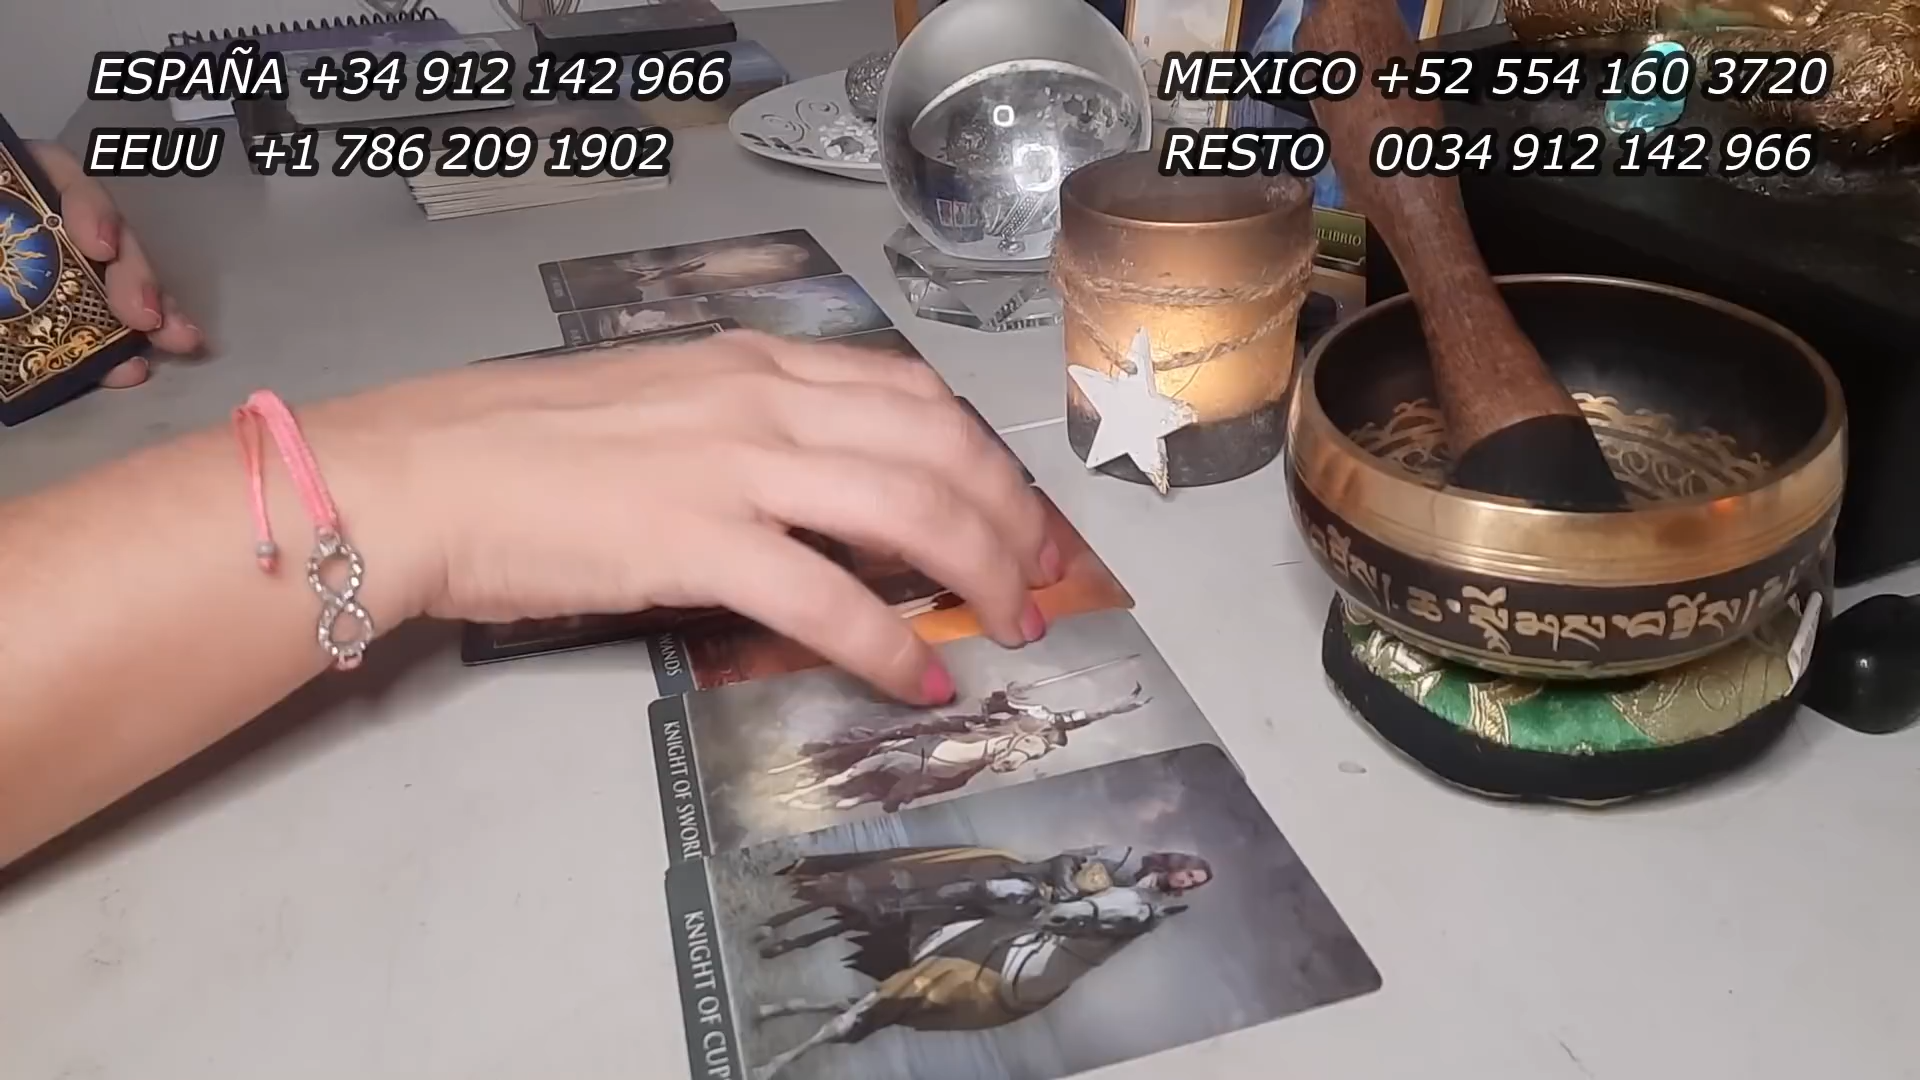 ESPAÑA +34 912 142 966
EEUU +1 786 209 1902
MEXICO +52 554 160 3720
RESTO 0034 912 142 966
WANDS
KNIGHT OF SWORD
KNIGHT OF CUP